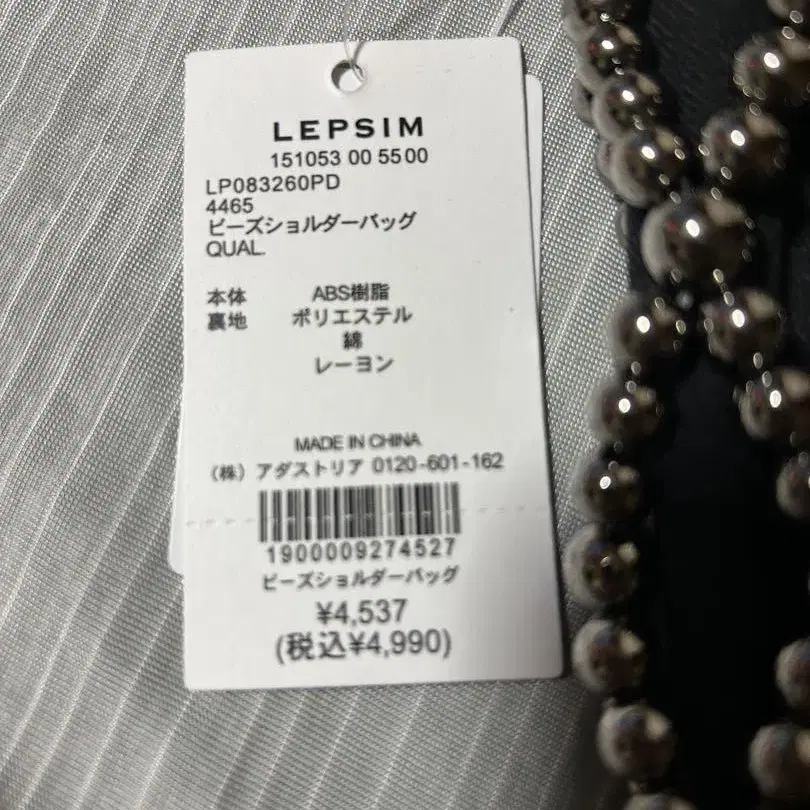 LEPSIM
151053 00 5500
LP083260PD
4465
ビーズショルダーバッグ
QUAL.
本体 ABS樹脂
裏地 ポリエステル
綿
レーヨン
MADE IN CHINA
(株) アダストリア 0120-601-162
1900009274527
ビーズショルダーバッグ
¥4,537
(税込¥4,990)